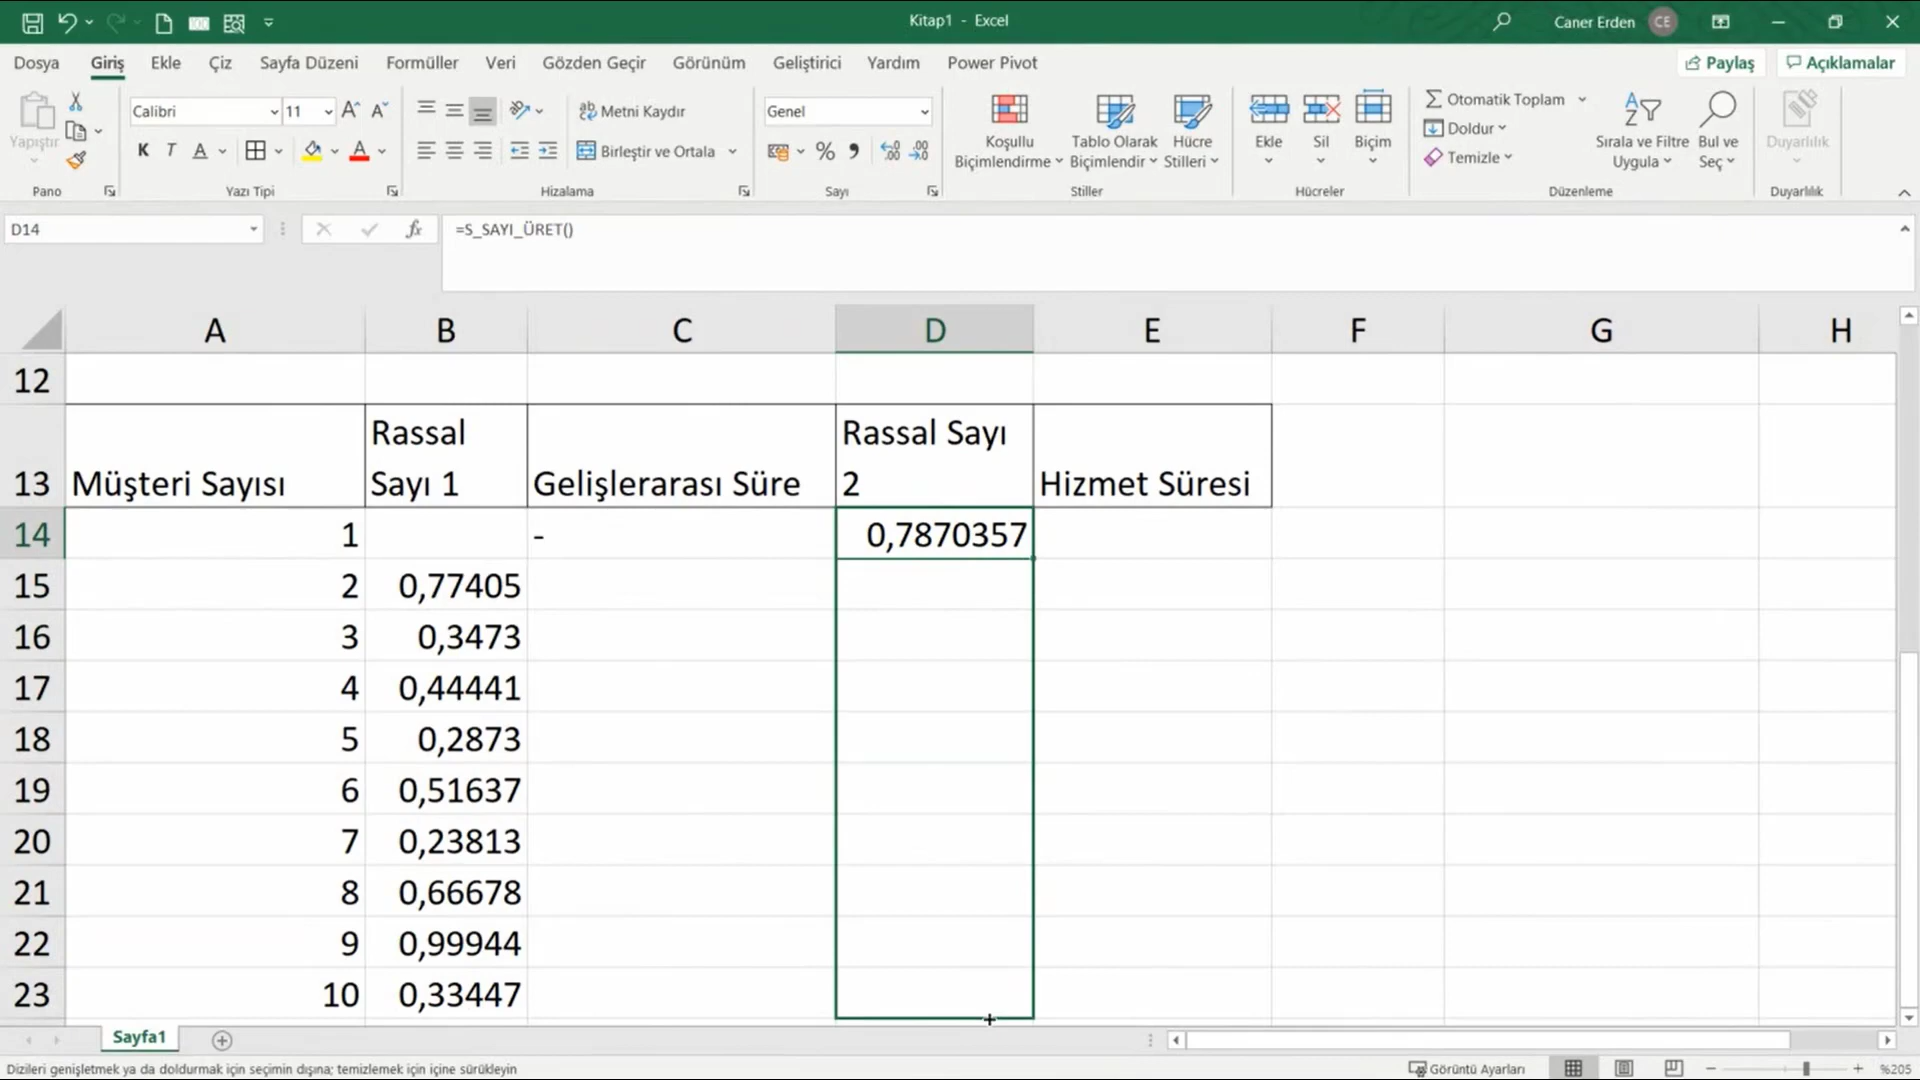 Kitap1 - Excel
Caner Erden
CE
Dosya
Giriş
Ekle
Çiz
Sayfa Düzeni
Formüller
Veri
Gözden Geçir
Görünüm
Geliştirici
Yardım
Power Pivot
Paylaş
Açıklamalar
Yapıştır
Pano
Calibri
11
K T A
Yazı Tipi
Metni Kaydır
Birleştir ve Ortala
Hizalama
Genel
Sayı
Koşullu
Biçimlendirme
Tablo Olarak
Biçimlendir
Hücre
Stilleri
Stiller
Ekle
Sil
Biçim
Hücreler
Otomatik Toplam
Doldur
Temizle
Sırala ve Filtre
Uygula
Bul ve
Seç
Düzenleme
Duyarlılık
Duyarlılık
D14
fx
=S_SAYI_ÜRET()
A B C D E F G H
12
13 Müşteri Sayısı
Rassal
Sayı 1
Gelişlerarası Süre
Rassal Sayı
2
Hizmet Süresi
14 1 - 0,7870357
15 2 0,77405
16 3 0,3473
17 4 0,44441
18 5 0,2873
19 6 0,51637
20 7 0,23813
21 8 0,66678
22 9 0,99944
23 10 0,33447
Sayfa1
Dizileri genişletmek ya da doldurmak için seçimin dışına; temizlemek için içine sürükleyin
Görüntü Ayarları
%205